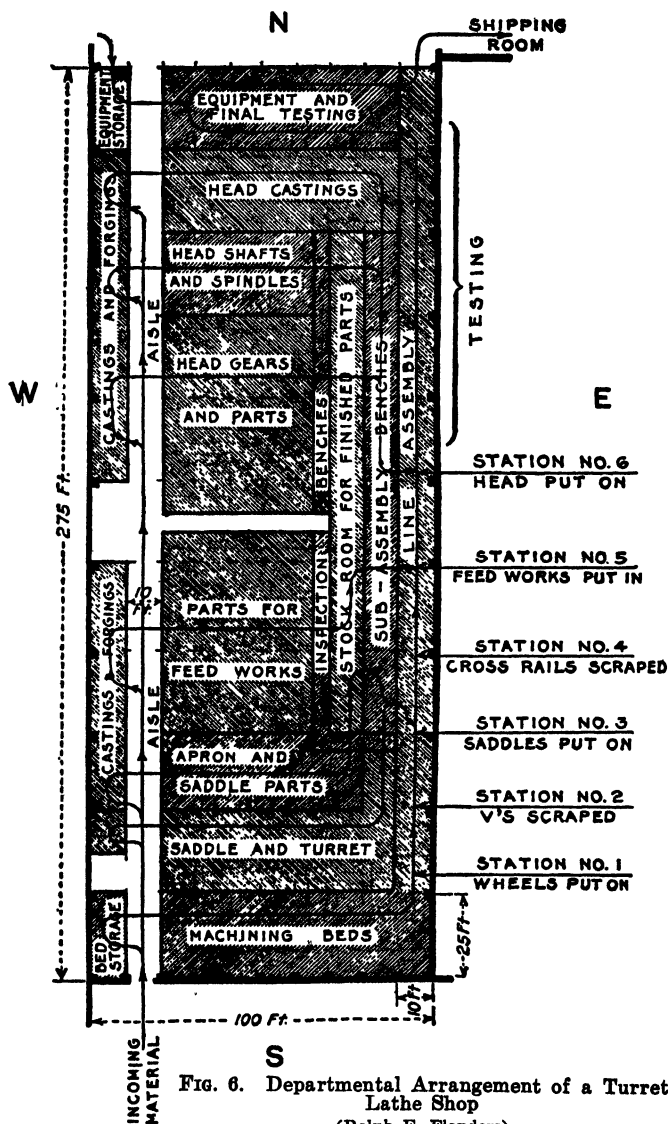 N
SHIPPING
ROOM
EQUIPMENT
STORAGE
EQUIPMENT AND
FINAL TESTING
HEAD CASTINGS
CASTINGS AND FORGINGS
HEAD SHAFTS
AND SPINDLES
AISLE
TESTING
HEAD GEARS
AND PARTS
W
E
275 Ft.
INSPECTION BENCHES
STOCK ROOM FOR FINISHED PARTS
SUB-ASSEMBLY BENCHES
LINE ASSEMBLY
STATION NO. 6
HEAD PUT ON
STATION NO. 5
FEED WORKS PUT IN
10
Ft.
PARTS FOR
FEED WORKS
CASTINGS FORGINGS
AISLE
STATION NO. 4
CROSS RAILS SCRAPED
STATION NO. 3
SADDLES PUT ON
APRON AND
SADDLE PARTS
STATION NO. 2
V'S SCRAPED
SADDLE AND TURRET
STATION NO. 1
WHEELS PUT ON
BED
STORAGE
MACHINING BEDS
25 Ft
10 Ft
100 Ft.
INCOMING
MATERIAL
S
FIG. 6. Departmental Arrangement of a Turret
Lathe Shop
(Ralph E. Flanders)